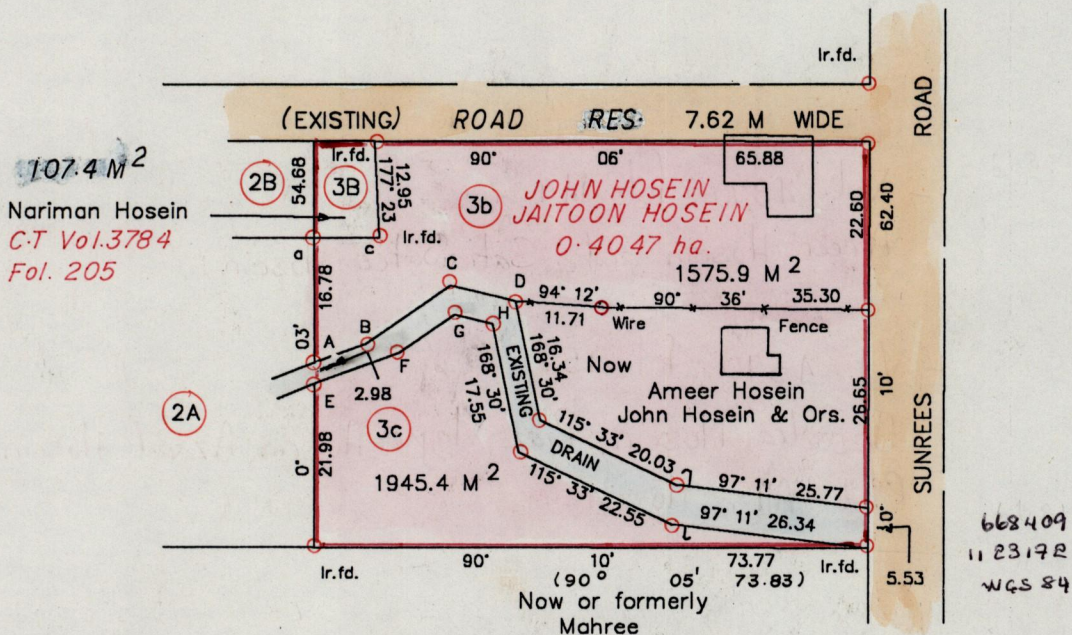 Ir.fd.
ROAD
(EXISTING) ROAD RES. 7.62 M WIDE
107.4 M²
2B
54.68
Ir.fd.
3B
12.95
177° 23'
90° 06' 65.88
Nariman Hosein
C.T Vol.3784
Fol. 205
3b
JOHN HOSEIN
JAITOON HOSEIN
0.4047 ha.
22.60
62.40
a
c
Ir.fd.
1575.9 M²
16.78
C
D
94° 12'
11.71
90° 36' 35.30
Wire Fence
03'
A
B
G
H
F
E
2.98
16.34
168° 30'
EXISTING
168° 30'
17.55
Now
Ameer Hosein
John Hosein & Ors.
10'
26.65
2A
0°
21.98
3c
1945.4 M²
115° 33' 20.03
DRAIN
115° 33' 22.55
97° 11' 25.77
97° 11' 26.34
SUNREES
10'
5.53
Ir.fd.
90° 10' 73.77
Ir.fd.
(90° 05' 73.83)
Now or formerly
Mahree
668409
1123172
WGS 84